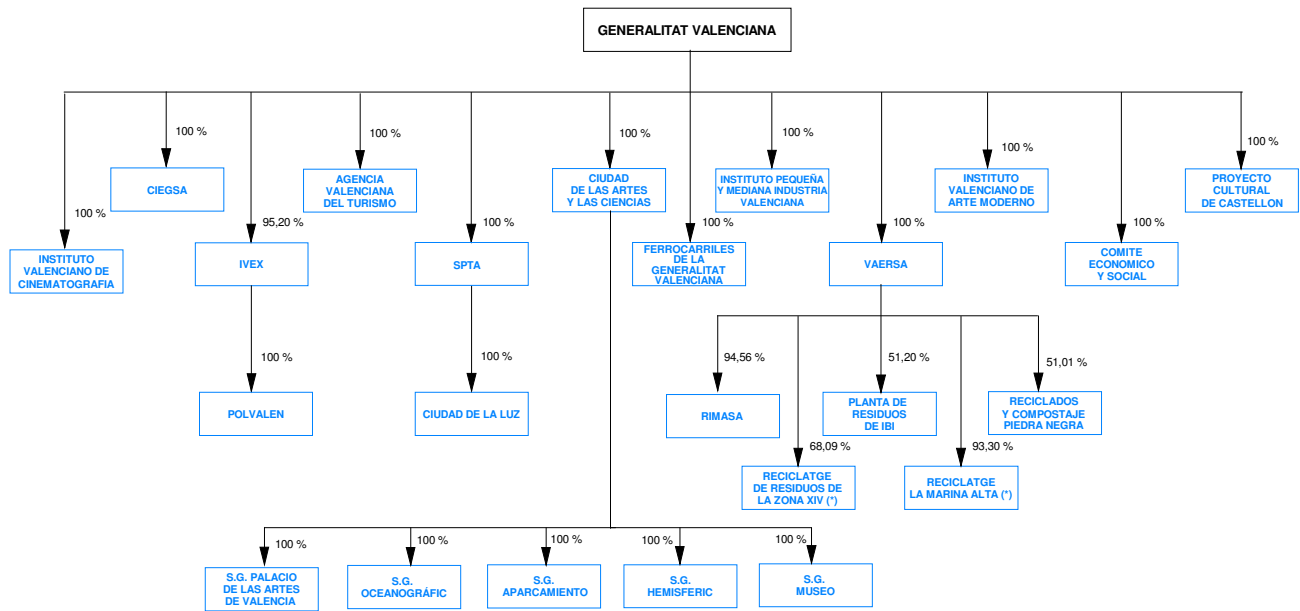 GENERALITAT VALENCIANA
100 %
CIEGSA
100 %
AGENCIA
VALENCIANA
DEL TURISMO
100 %
CIUDAD
DE LAS ARTES
Y LAS CIENCIAS
100 %
INSTITUTO PEQUEÑA
Y MEDIANA INDUSTRIA
VALENCIANA
100 %
INSTITUTO
VALENCIANO DE
ARTE MODERNO
100 %
PROYECTO
CULTURAL
DE CASTELLON
100 %
INSTITUTO
VALENCIANO DE
CINEMATOGRAFIA
95,20 %
IVEX
100 %
SPTA
100 %
FERROCARRILES
DE LA
GENERALITAT
VALENCIANA
100 %
VAERSA
100 %
COMITE
ECONOMICO
Y SOCIAL
100 %
POLVALEN
100 %
CIUDAD DE LA LUZ
94,56 %
RIMASA
51,20 %
PLANTA DE
RESIDUOS
DE IBI
51,01 %
RECICLADOS
Y COMPOSTAJE
PIEDRA NEGRA
68,09 %
RECICLATGE
DE RESIDUOS DE
LA ZONA XIV (*)
93,30 %
RECICLATGE
LA MARINA ALTA (*)
100 %
S.G. PALACIO
DE LAS ARTES
DE VALENCIA
100 %
S.G.
OCEANOGRÁFIC
100 %
S.G.
APARCAMIENTO
100 %
S.G.
HEMISFERIC
100 %
S.G.
MUSEO